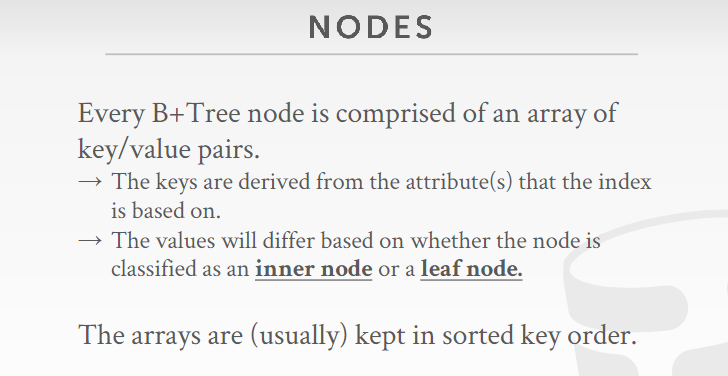 NODES
Every B+Tree node is comprised of an array of
key/value pairs.
→ The keys are derived from the attribute(s) that the index
is based on.
→ The values will differ based on whether the node is
classified as an inner node or a leaf node.
The arrays are (usually) kept in sorted key order.